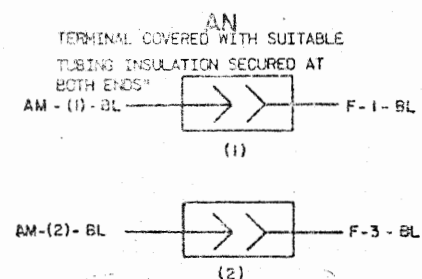 AN
TERMINAL COVERED WITH SUITABLE
TUBING INSULATION SECURED AT
BOTH ENDS"
AM-(1)-BL F-1-BL
(1)
AM-(2)-BL F-3-BL
(2)